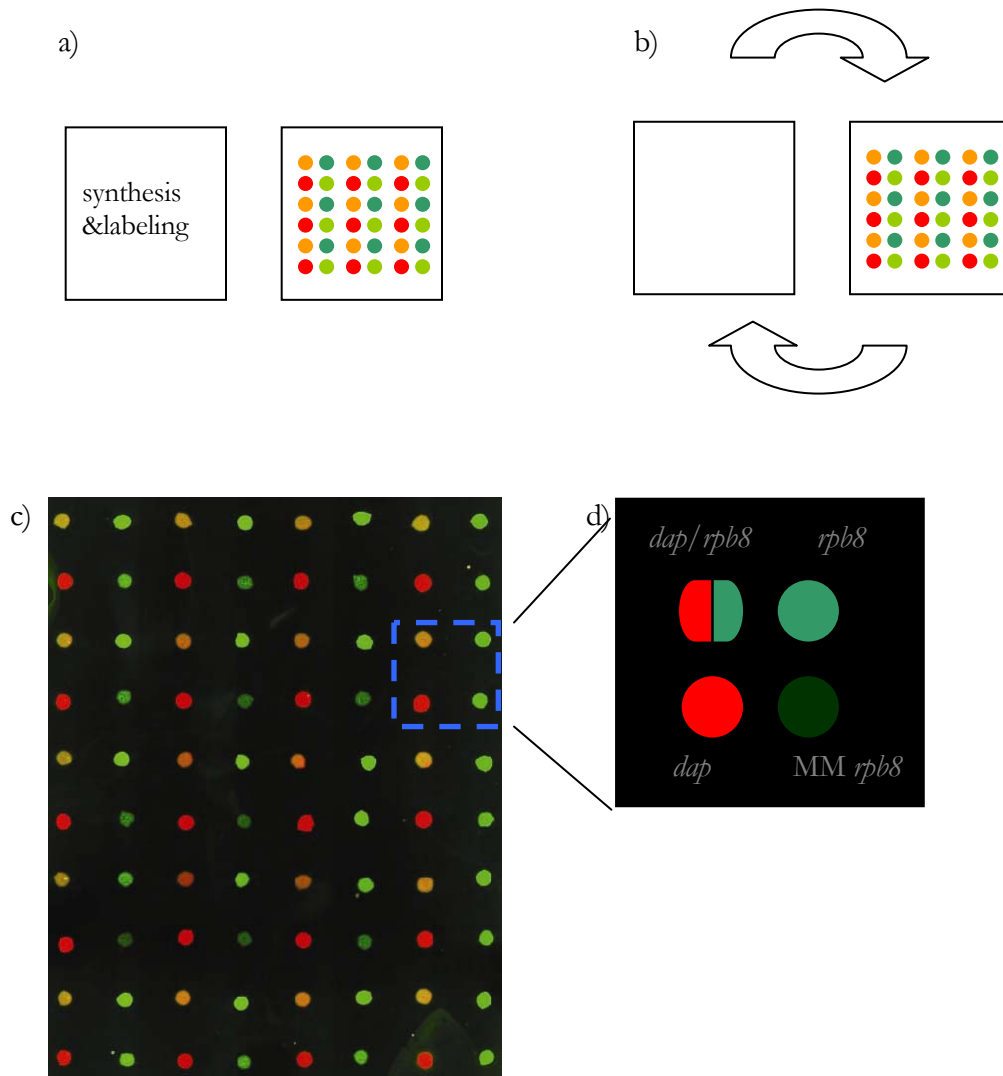 a)
b)
synthesis
&labeling
c)
d)
dap/rpb8
rpb8
dap
MM rpb8